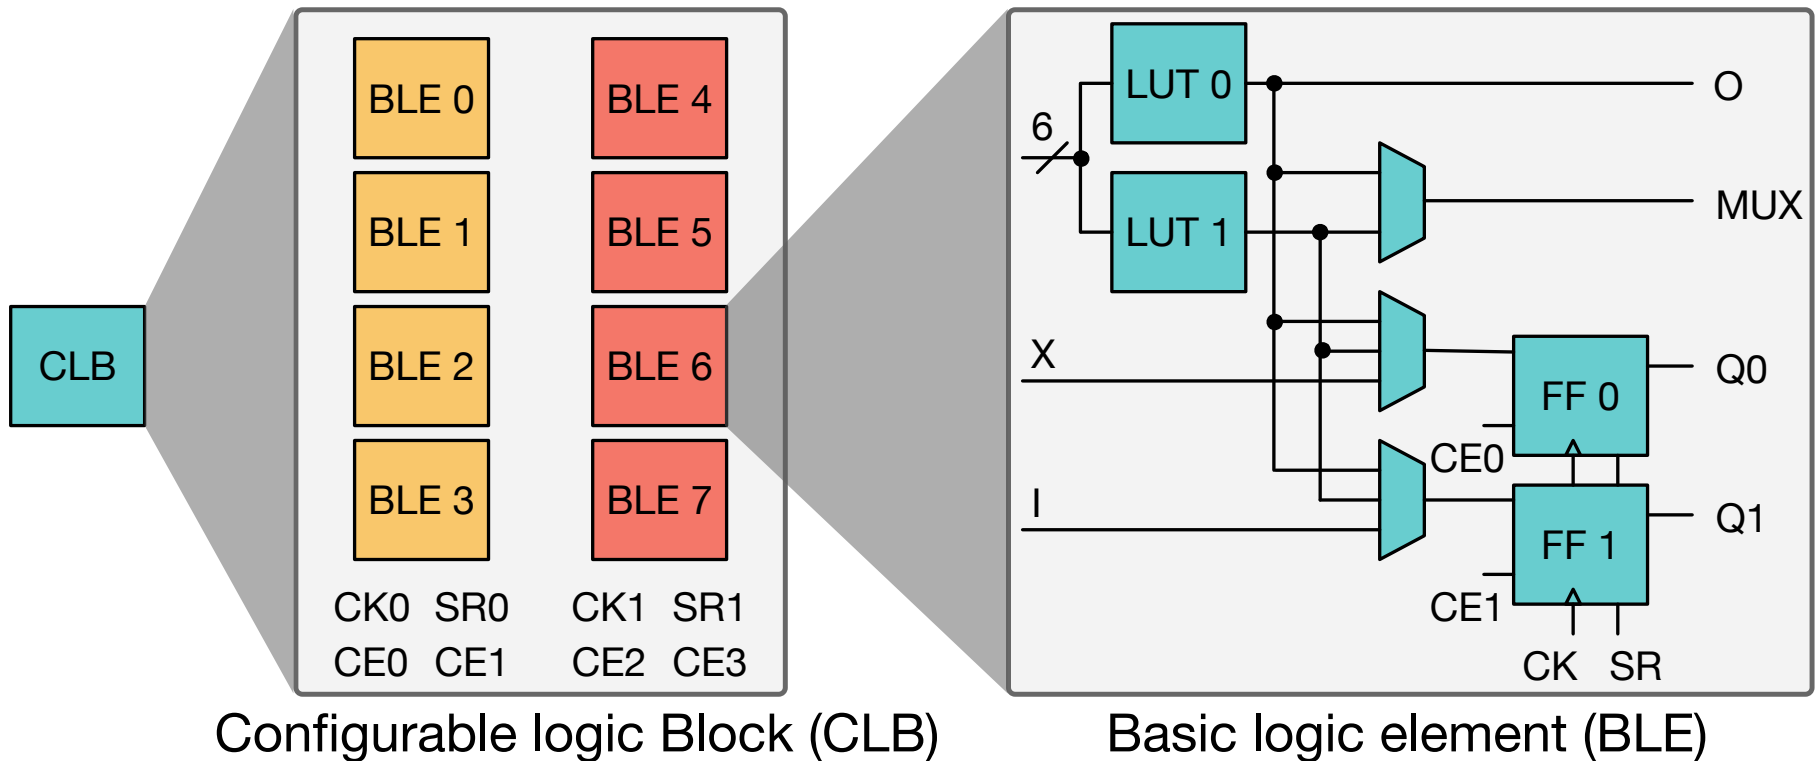 CLB
BLE 0
BLE 4
BLE 1
BLE 5
BLE 2
BLE 6
BLE 3
BLE 7
CK0 SR0 CK1 SR1
CE0 CE1 CE2 CE3
Configurable logic Block (CLB)
LUT 0
O
6
LUT 1
MUX
X
FF 0
Q0
CE0
I
FF 1
Q1
CE1
CK SR
Basic logic element (BLE)